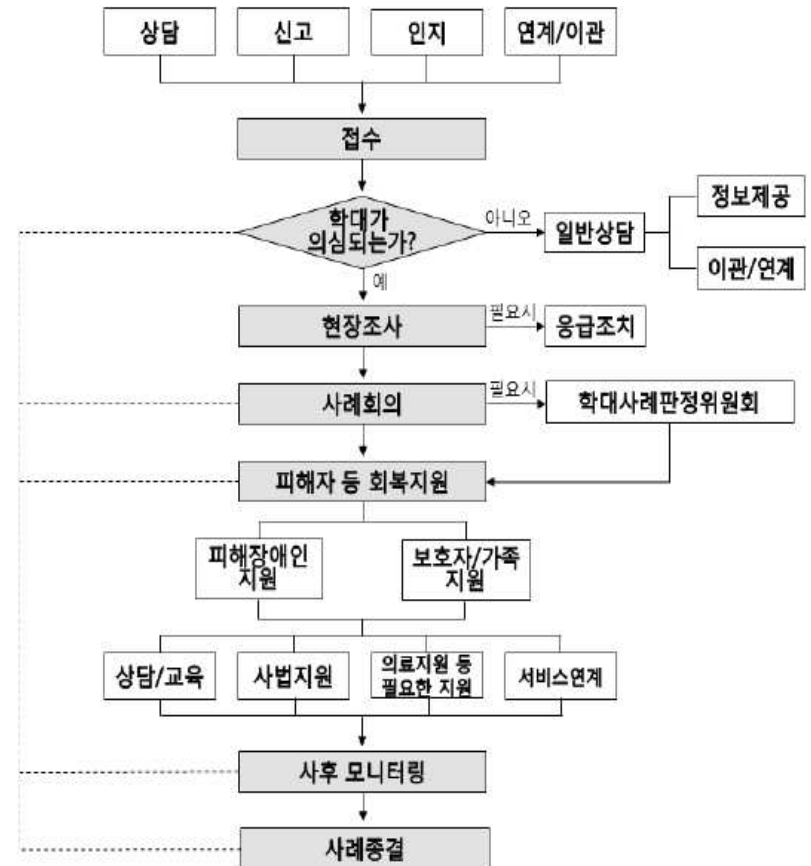 상담
신고
인지
연계/이관
접수
학대가
의심되는가?
아니오
일반상담
정보제공
이관/연계
예
현장조사
필요시
응급조치
사례회의
필요시
학대사례판정위원회
피해자 등 회복지원
피해장애인
지원
보호자/가족
지원
상담/교육
사법지원
의료지원 등
필요한 지원
서비스연계
사후 모니터링
사례종결